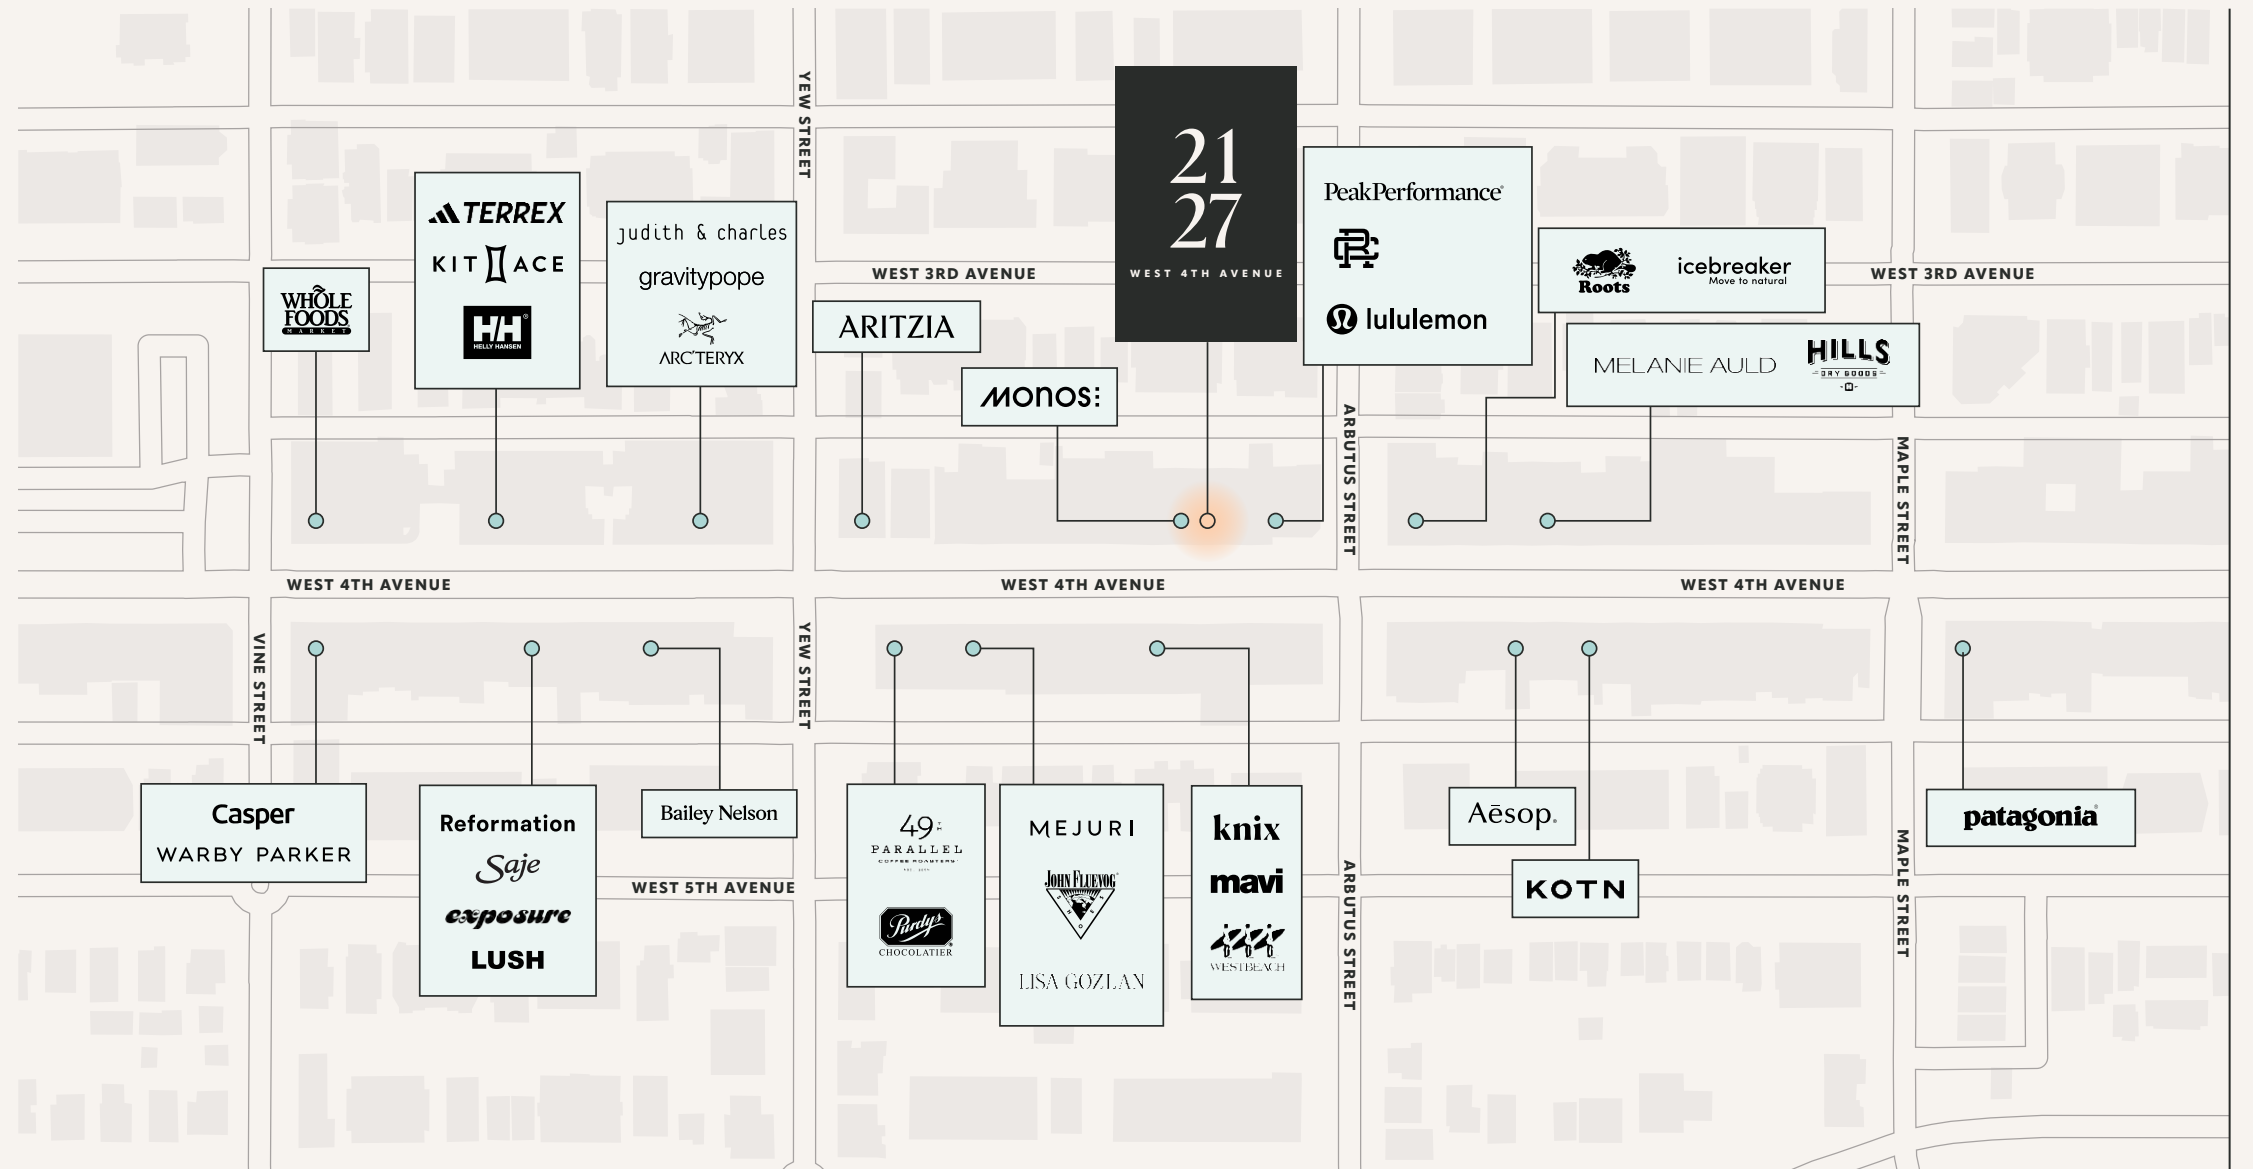 YEW STREET
21
27
WEST 4TH AVENUE
PeakPerformance
RC
lululemon
TERREX
KIT ACE
HH
HELLY HANSEN
judith & charles
gravitypope
ARC'TERYX
WHOLE
FOODS
MARKET
WEST 3RD AVENUE
Roots
icebreaker
Move to natural
WEST 3RD AVENUE
ARITZIA
MONOS
MELANIE AULD
HILLS
DRY GOODS
H
ARBUTUS STREET
MAPLE STREET
WEST 4TH AVENUE
WEST 4TH AVENUE
WEST 4TH AVENUE
VINE STREET
YEW STREET
Casper
WARBY PARKER
Reformation
Saje
exposure
LUSH
Bailey Nelson
WEST 5TH AVENUE
49TH
PARALLEL
COFFEE ROASTERS
Purdys
CHOCOLATIER
MEJURI
JOHN FLUEVOG
SHOES
LISA GOZLAN
knix
mavi
WESTBEACH
ARBUTUS STREET
Aēsop.
KOTN
MAPLE STREET
patagonia